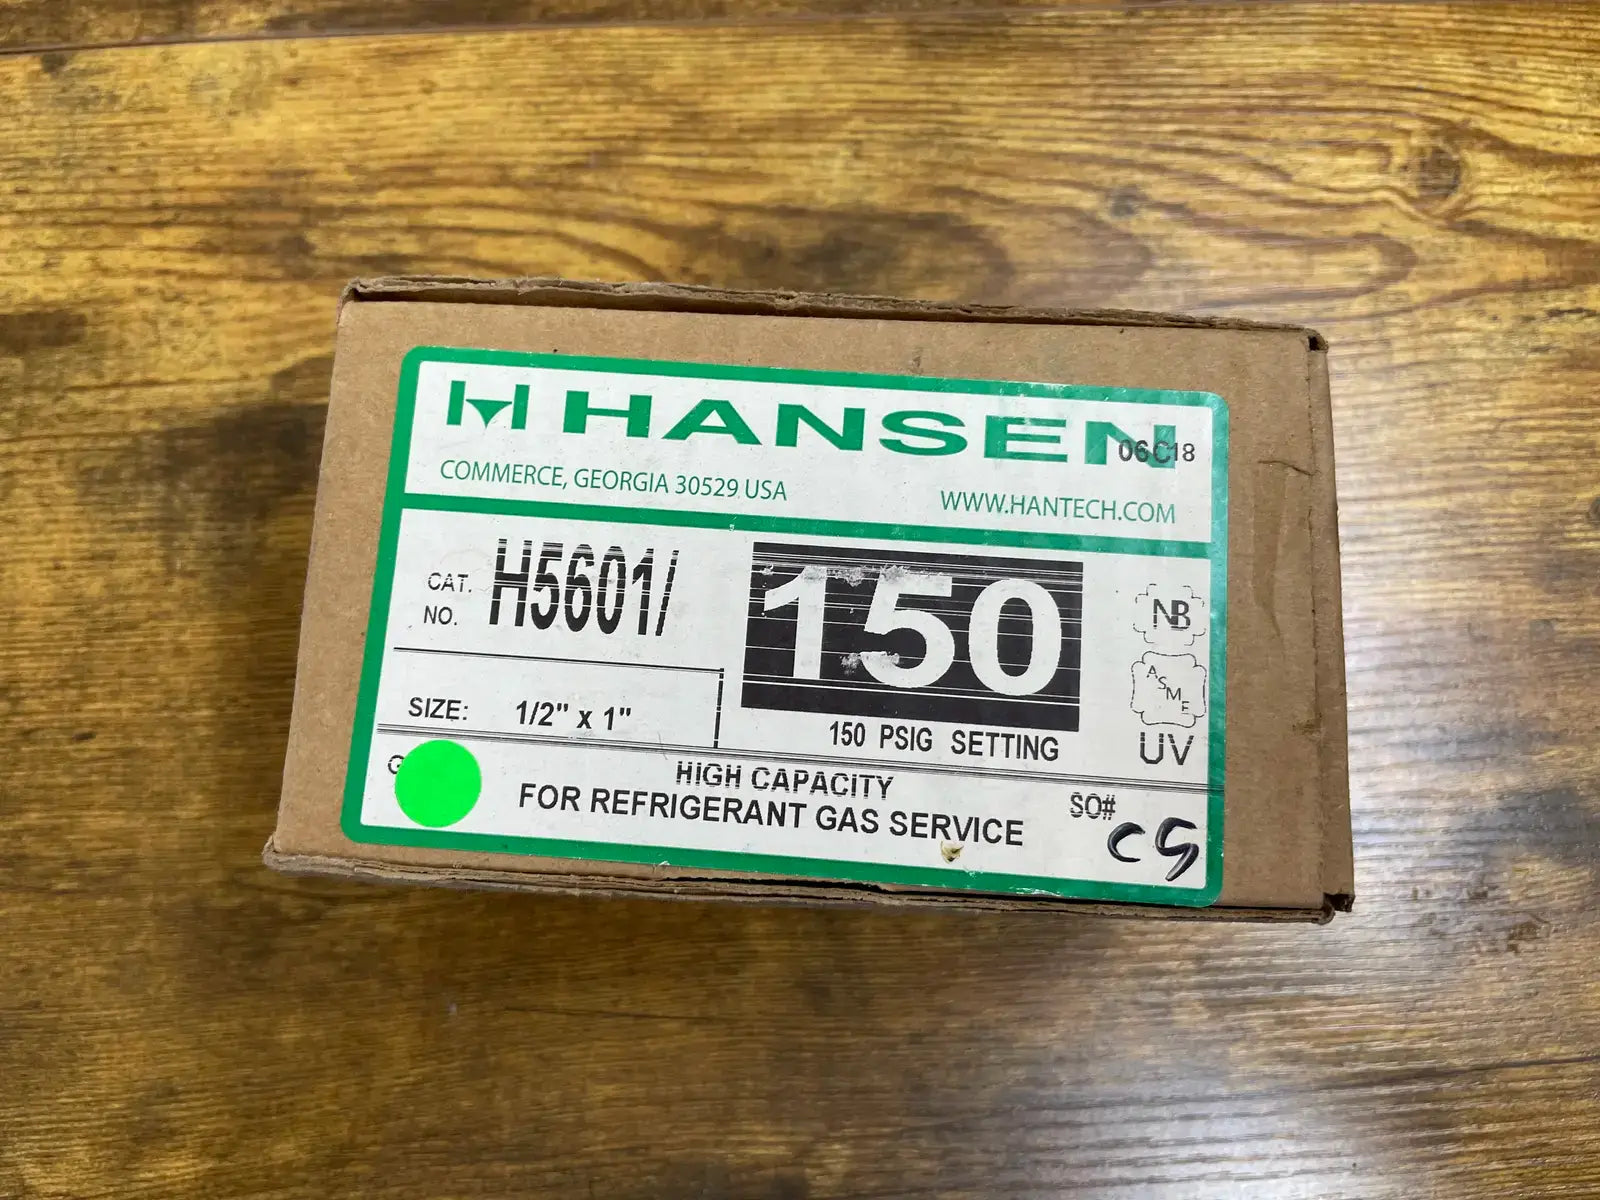 HANSEN
06C18
COMMERCE, GEORGIA 30529 USA
WWW.HANTECH.COM
CAT. NO. H5601/
150
150 PSIG SETTING
SIZE: 1/2" x 1"
NB
ASME
UV
HIGH CAPACITY
FOR REFRIGERANT GAS SERVICE
SO#